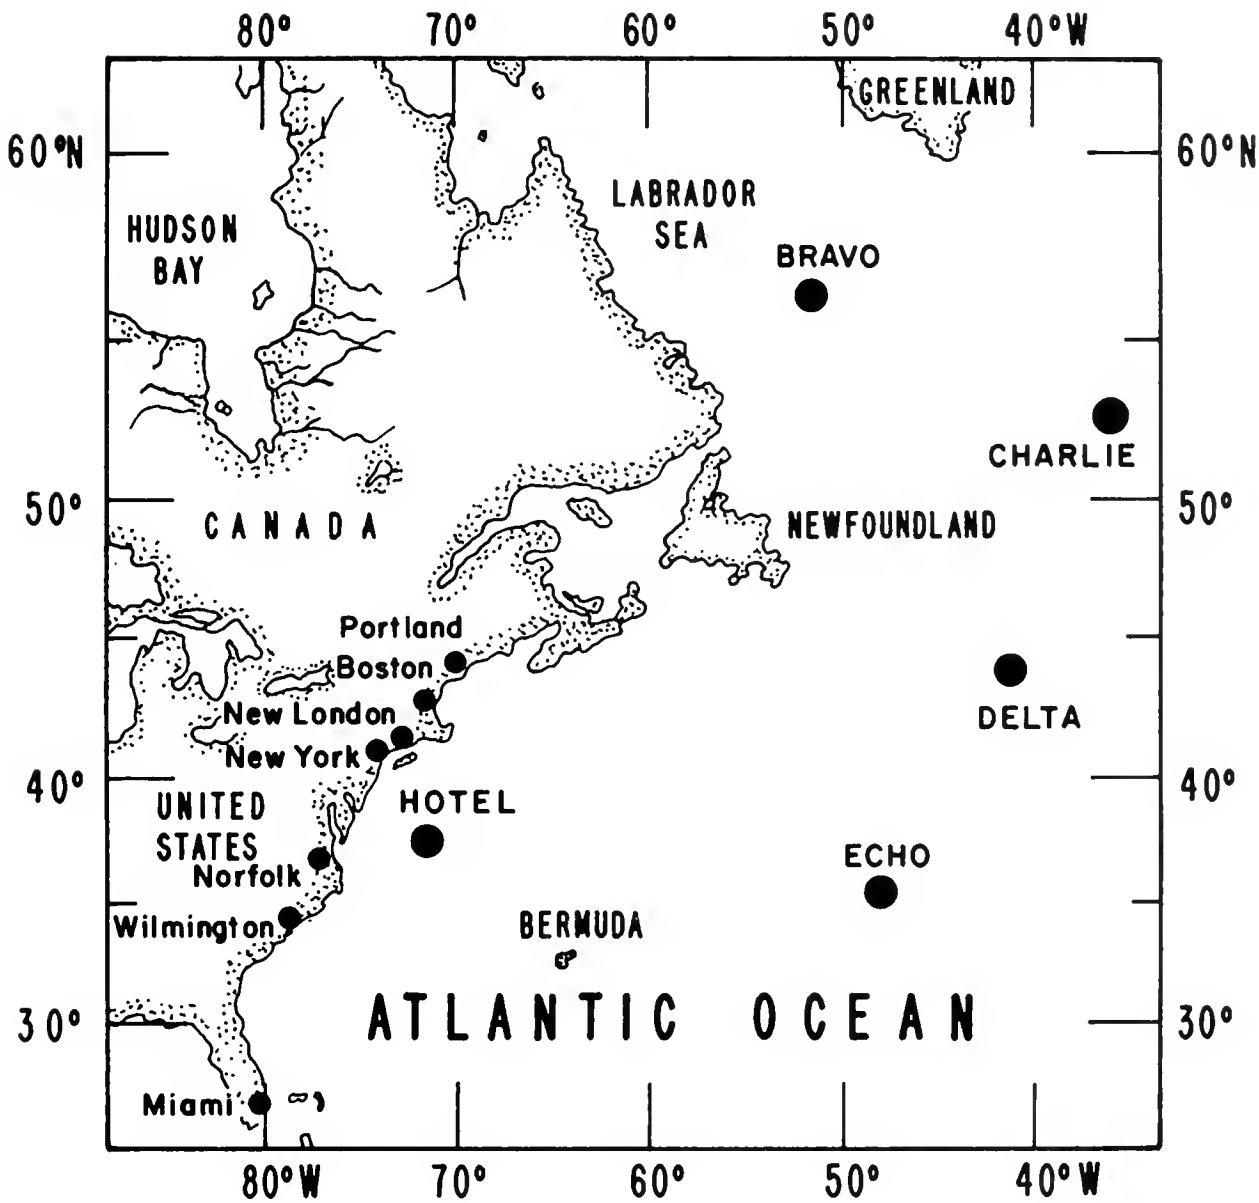 80° 70° 60° 50° 40°W
GREENLAND
60°N 60°N
LABRADOR
SEA
HUDSON
BAY
BRAVO
CHARLIE
50° 50°
CANADA
NEWFOUNDLAND
Portland
Boston
New London
DELTA
New York
40° 40°
UNITED
STATES
HOTEL
ECHO
Norfolk
Wilmington
BERMUDA
ATLANTIC OCEAN
30° 30°
Miami
80°W 70° 60° 50° 40°W